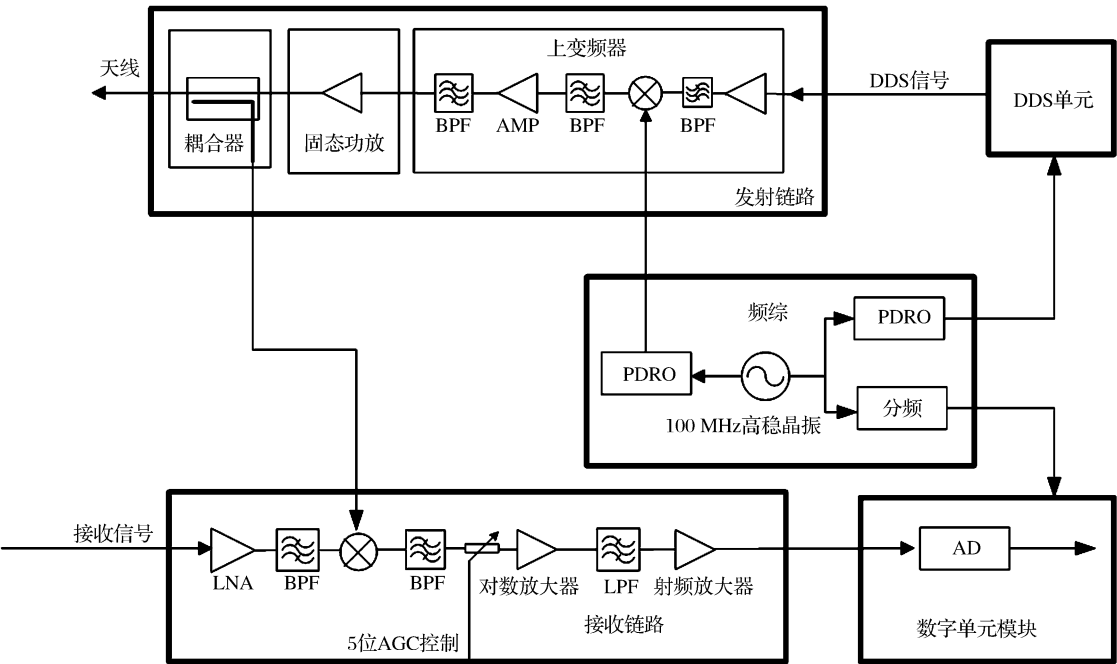 上变频器
天线
DDS信号
DDS单元
BPF
AMP
BPF
BPF
耦合器
固态功放
发射链路
频综
PDRO
PDRO
分频
100 MHz高稳晶振
接收信号
AD
LNA
BPF
BPF
对数放大器
LPF
射频放大器
接收链路
数字单元模块
5位AGC控制